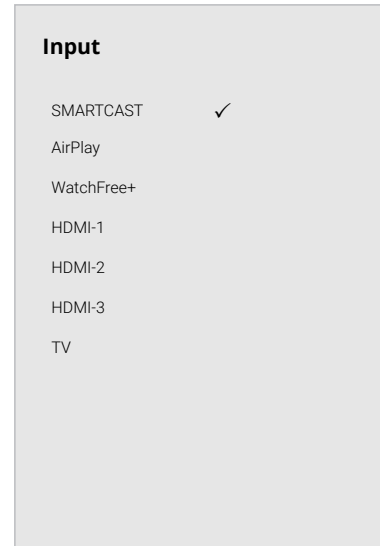 Input
SMARTCAST ✓
AirPlay
WatchFree+
HDMI-1
HDMI-2
HDMI-3
TV